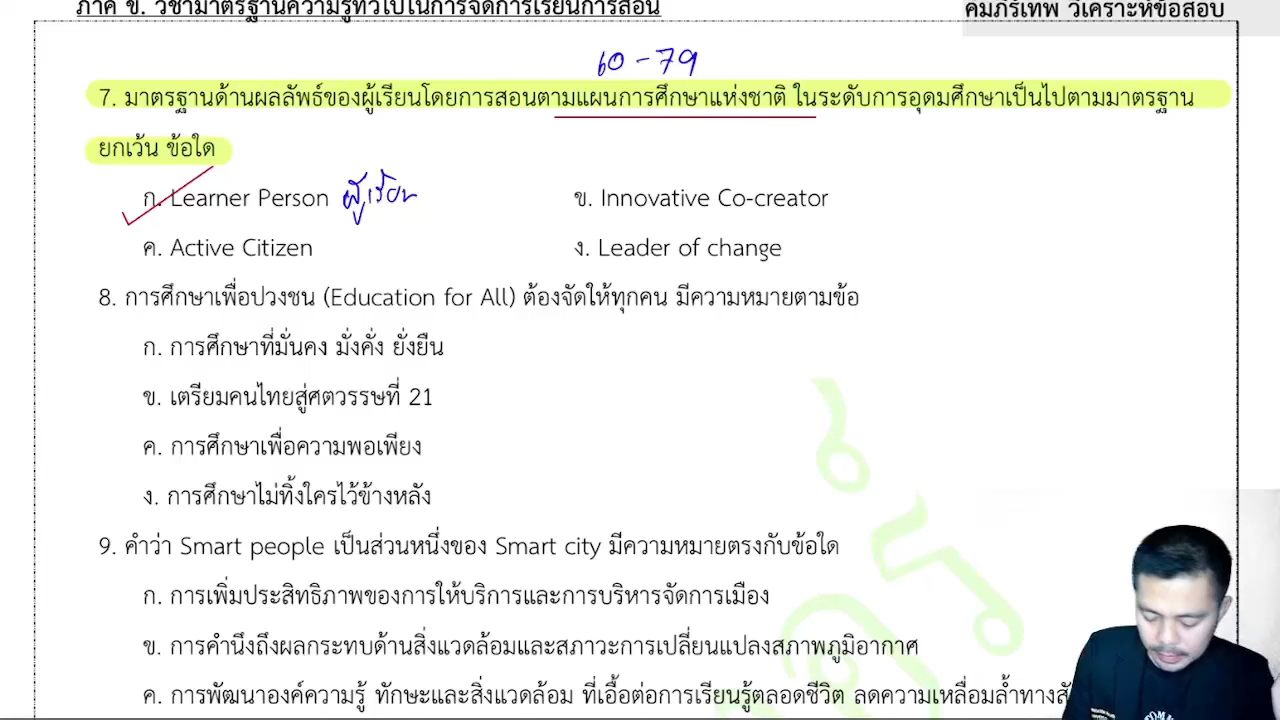 ภาค ข. วิชามาตรฐานความรู้ทั่วไปในการจัดการเรียนการสอน
คัมภีร์เทพ วิเคราะห์ข้อสอบ
60 - 79
7. มาตรฐานด้านผลลัพธ์ของผู้เรียนโดยการสอนตามแผนการศึกษาแห่งชาติ ในระดับการอุดมศึกษาเป็นไปตามมาตรฐาน
ยกเว้น ข้อใด
ก. Learner Person ผู้เรียน
ข. Innovative Co-creator
ค. Active Citizen
ง. Leader of change
8. การศึกษาเพื่อปวงชน (Education for All) ต้องจัดให้ทุกคน มีความหมายตามข้อ
ก. การศึกษาที่มั่นคง มั่งคั่ง ยั่งยืน
ข. เตรียมคนไทยสู่ศตวรรษที่ 21
ค. การศึกษาเพื่อความพอเพียง
ง. การศึกษาไม่ทิ้งใครไว้ข้างหลัง
9. คำว่า Smart people เป็นส่วนหนึ่งของ Smart city มีความหมายตรงกับข้อใด
ก. การเพิ่มประสิทธิภาพของการให้บริการและการบริหารจัดการเมือง
ข. การคำนึงถึงผลกระทบด้านสิ่งแวดล้อมและสภาวะการเปลี่ยนแปลงสภาพภูมิอากาศ
ค. การพัฒนาองค์ความรู้ ทักษะและสิ่งแวดล้อม ที่เอื้อต่อการเรียนรู้ตลอดชีวิต ลดความเหลื่อมล้ำทาง